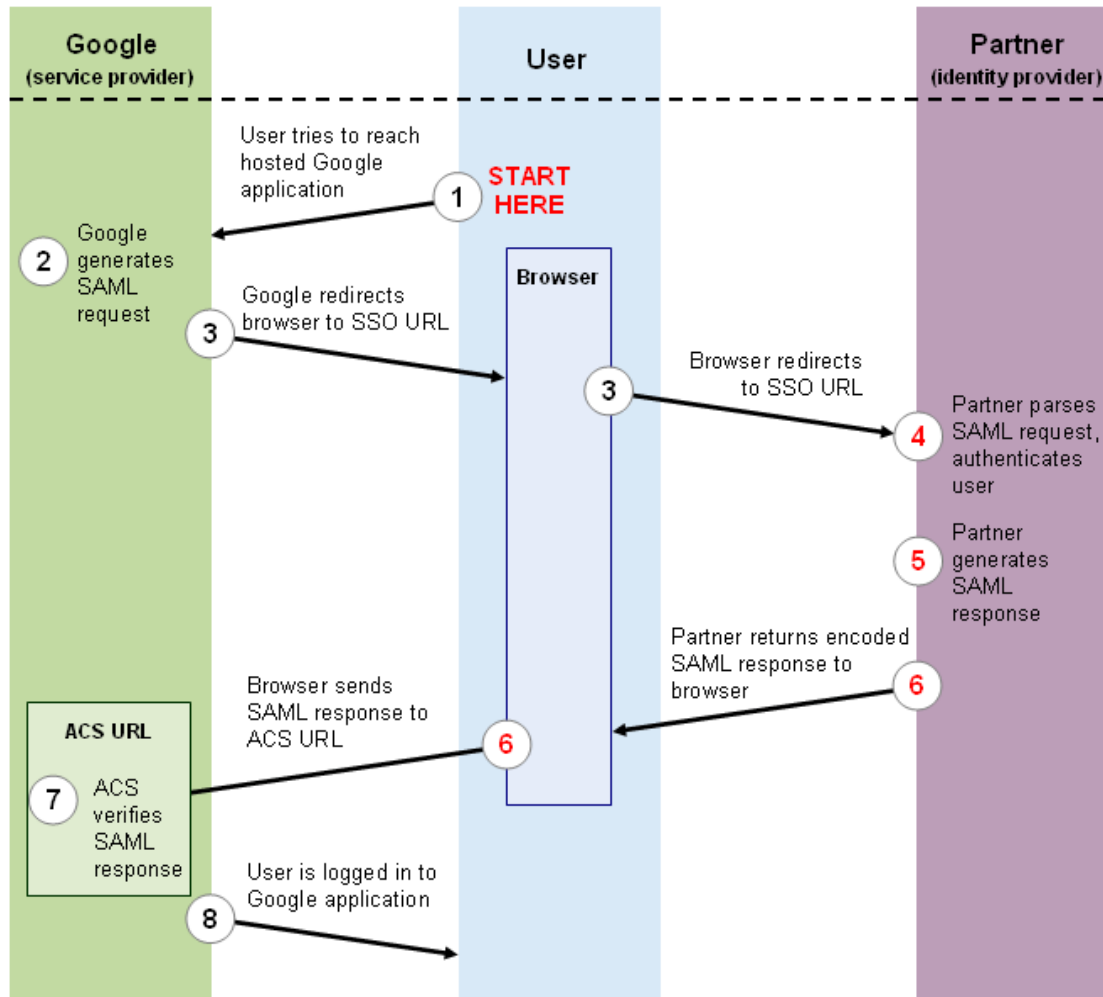 Google
(service provider)
User
Partner
(identity provider)
User tries to reach
hosted Google
application
1
START
HERE
2
Google
generates
SAML
request
Browser
3
Google redirects
browser to SSO URL
3
Browser redirects
to SSO URL
4
Partner parses
SAML request,
authenticates
user
5
Partner
generates
SAML
response
6
Partner returns encoded
SAML response to
browser
6
Browser sends
SAML response to
ACS URL
ACS URL
7
ACS
verifies
SAML
response
8
User is logged in to
Google application